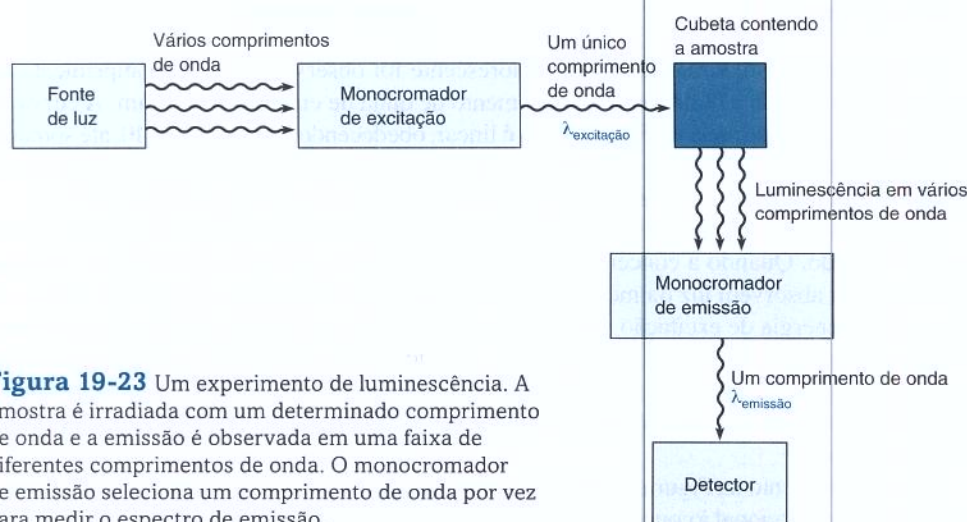 Vários comprimentos
de onda
Fonte
de luz
Monocromador
de excitação
Um único
comprimento
de onda
λexcitação
Cubeta contendo
a amostra
Luminescência em vários
comprimentos de onda
Monocromador
de emissão
Um comprimento de onda
λemissão
Detector
igura 19-23 Um experimento de luminescência. A
mostra é irradiada com um determinado comprimento
e onda e a emissão é observada em uma faixa de
iferentes comprimentos de onda. O monocromador
e emissão seleciona um comprimento de onda por vez
ara medir o espectro de emissão.